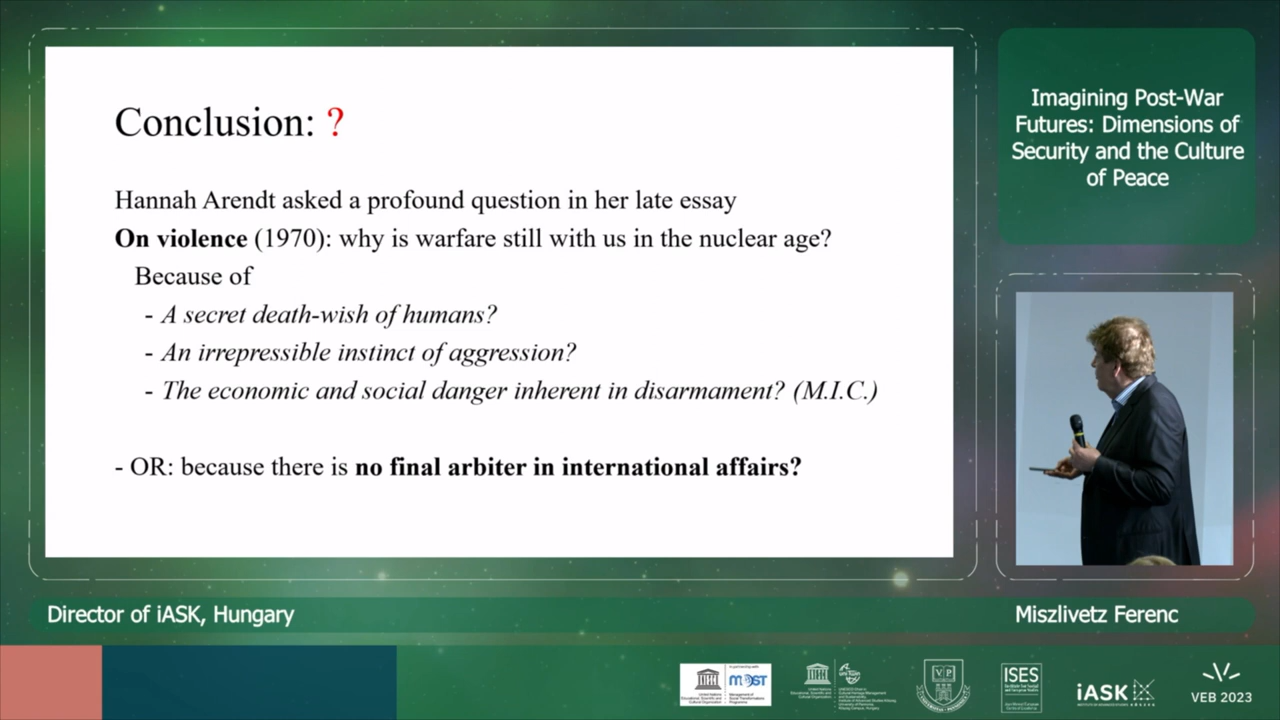 Conclusion: ?
Hannah Arendt asked a profound question in her late essay
On violence (1970): why is warfare still with us in the nuclear age?
Because of
- A secret death-wish of humans?
- An irrepressible instinct of aggression?
- The economic and social danger inherent in disarmament? (M.I.C.)
- OR: because there is no final arbiter in international affairs?
Imagining Post-War
Futures: Dimensions of
Security and the Culture
of Peace
Director of iASK, Hungary
Miszlivetz Ferenc
MOST
ISES
iASK
VEB 2023